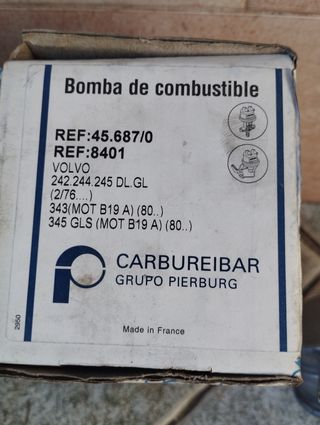 Bomba de combustible
REF:45.687/0
REF:8401
VOLVO
242.244.245 DL.GL
(2/76....)
343(MOT B19 A) (80..)
345 GLS (MOT B19 A) (80..)
CARBUREIBAR
GRUPO PIERBURG
Made in France
2950